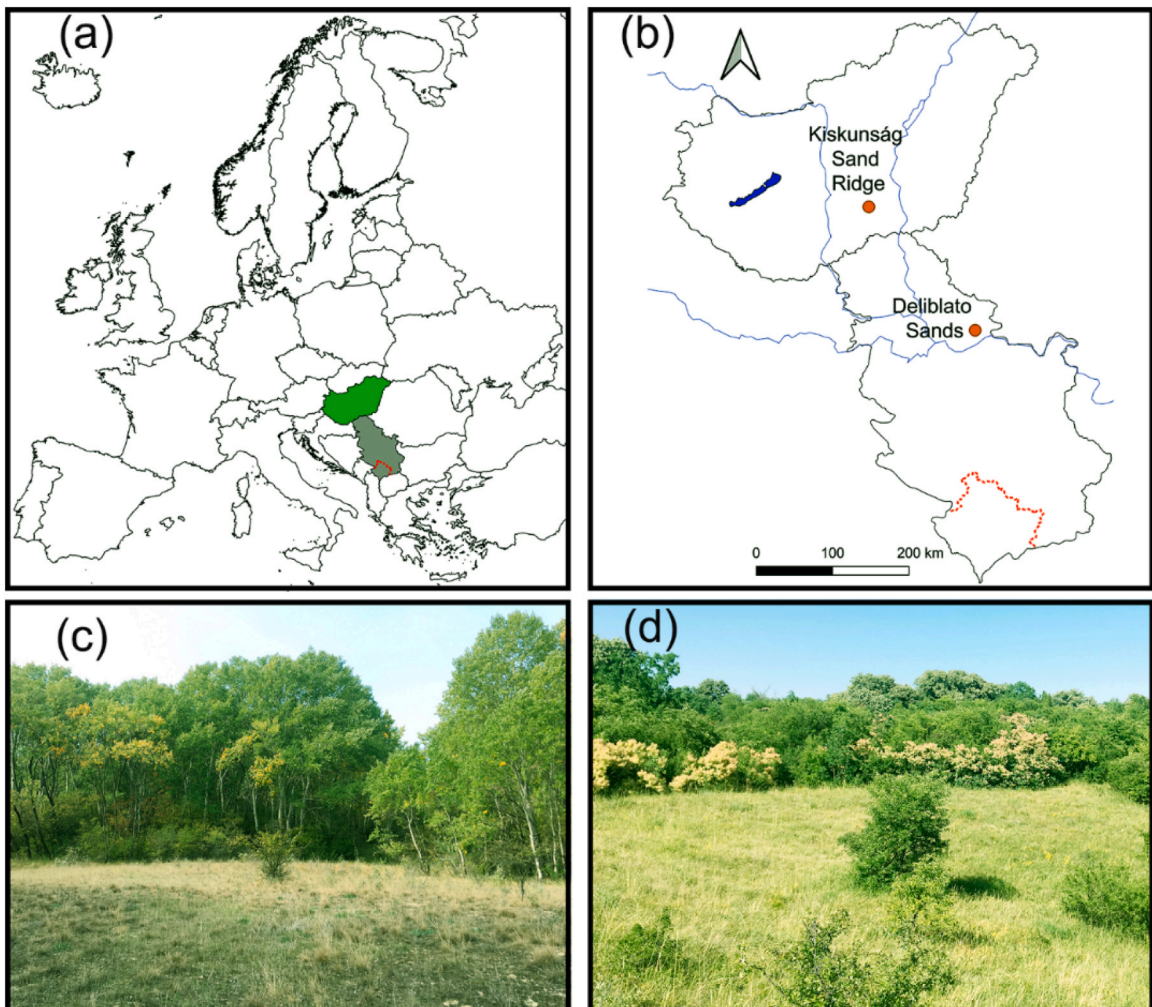 (a)
(b)
Kiskunság
Sand
Ridge
Deliblato
Sands
0 100 200 km
(c)
(d)